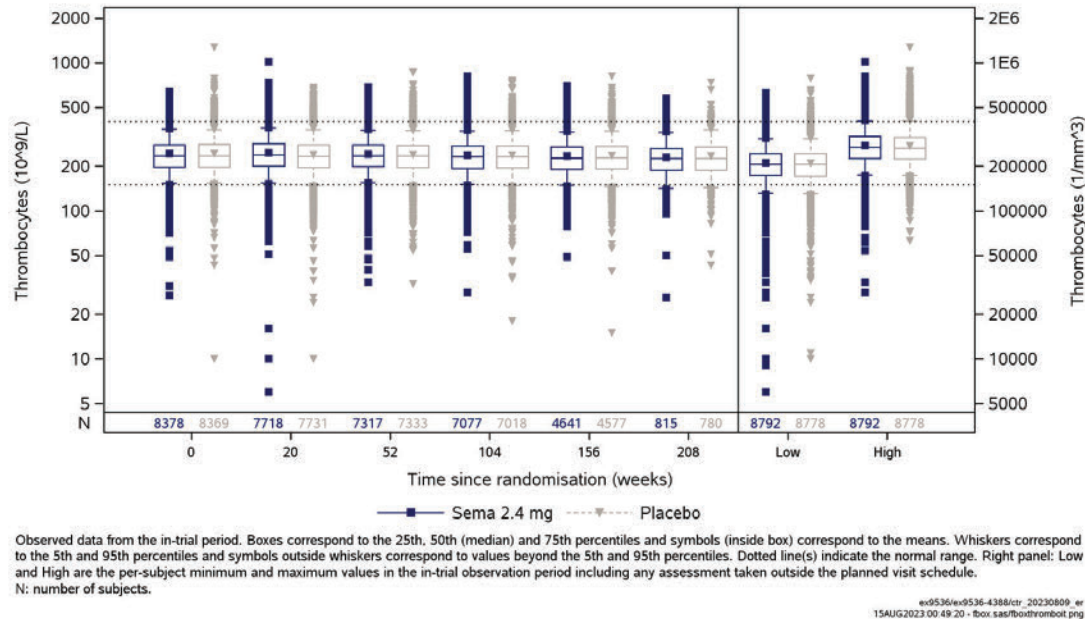 2000
1000
500
200
100
50
20
10
5
Thrombocytes (10^9/L)
2E6
1E6
500000
200000
100000
50000
20000
10000
5000
Thrombocytes (1/mm^3)
N 8378 8369 7718 7731 7317 7333 7077 7018 4641 4577 815 780 8792 8778 8792 8778
0 20 52 104 156 208 Low High
Time since randomisation (weeks)
Sema 2.4 mg Placebo
Observed data from the in-trial period. Boxes correspond to the 25th, 50th (median) and 75th percentiles and symbols (inside box) correspond to the means. Whiskers correspond
to the 5th and 95th percentiles and symbols outside whiskers correspond to values beyond the 5th and 95th percentiles. Dotted line(s) indicate the normal range. Right panel: Low
and High are the per-subject minimum and maximum values in the in-trial observation period including any assessment taken outside the planned visit schedule.
N: number of subjects.
ex9536/ex9536-4388/ctr_20230809_er
15AUG2023:00:49:20 - fbox.sas/fboxthromboit.png